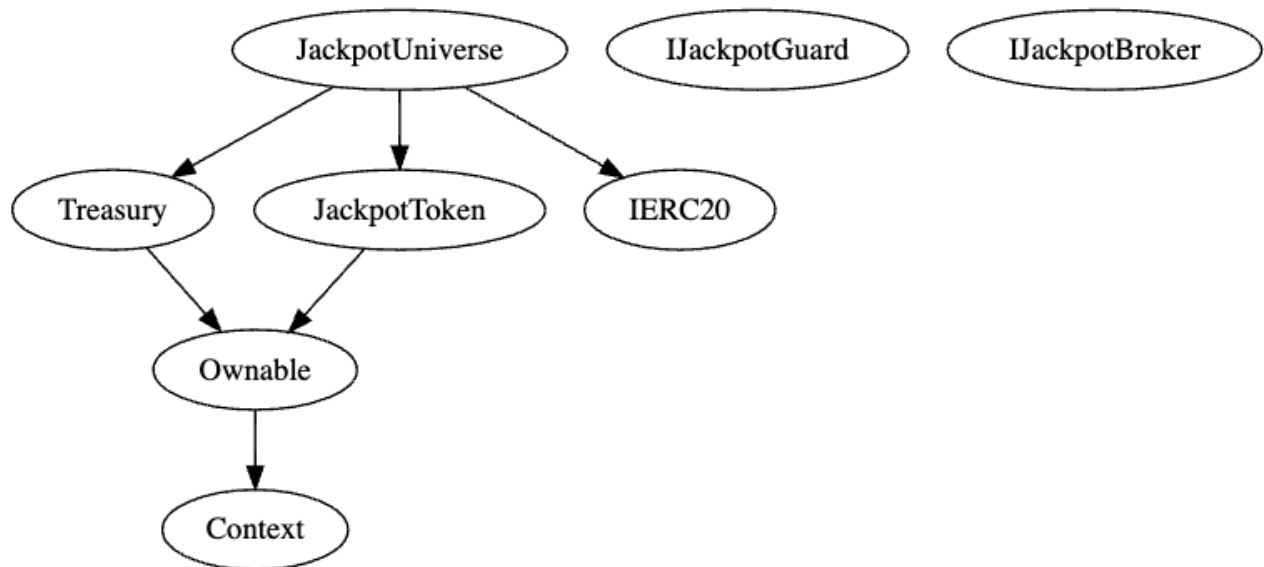 JackpotUniverse
IJackpotGuard
IJackpotBroker
Treasury
JackpotToken
IERC20
Ownable
Context